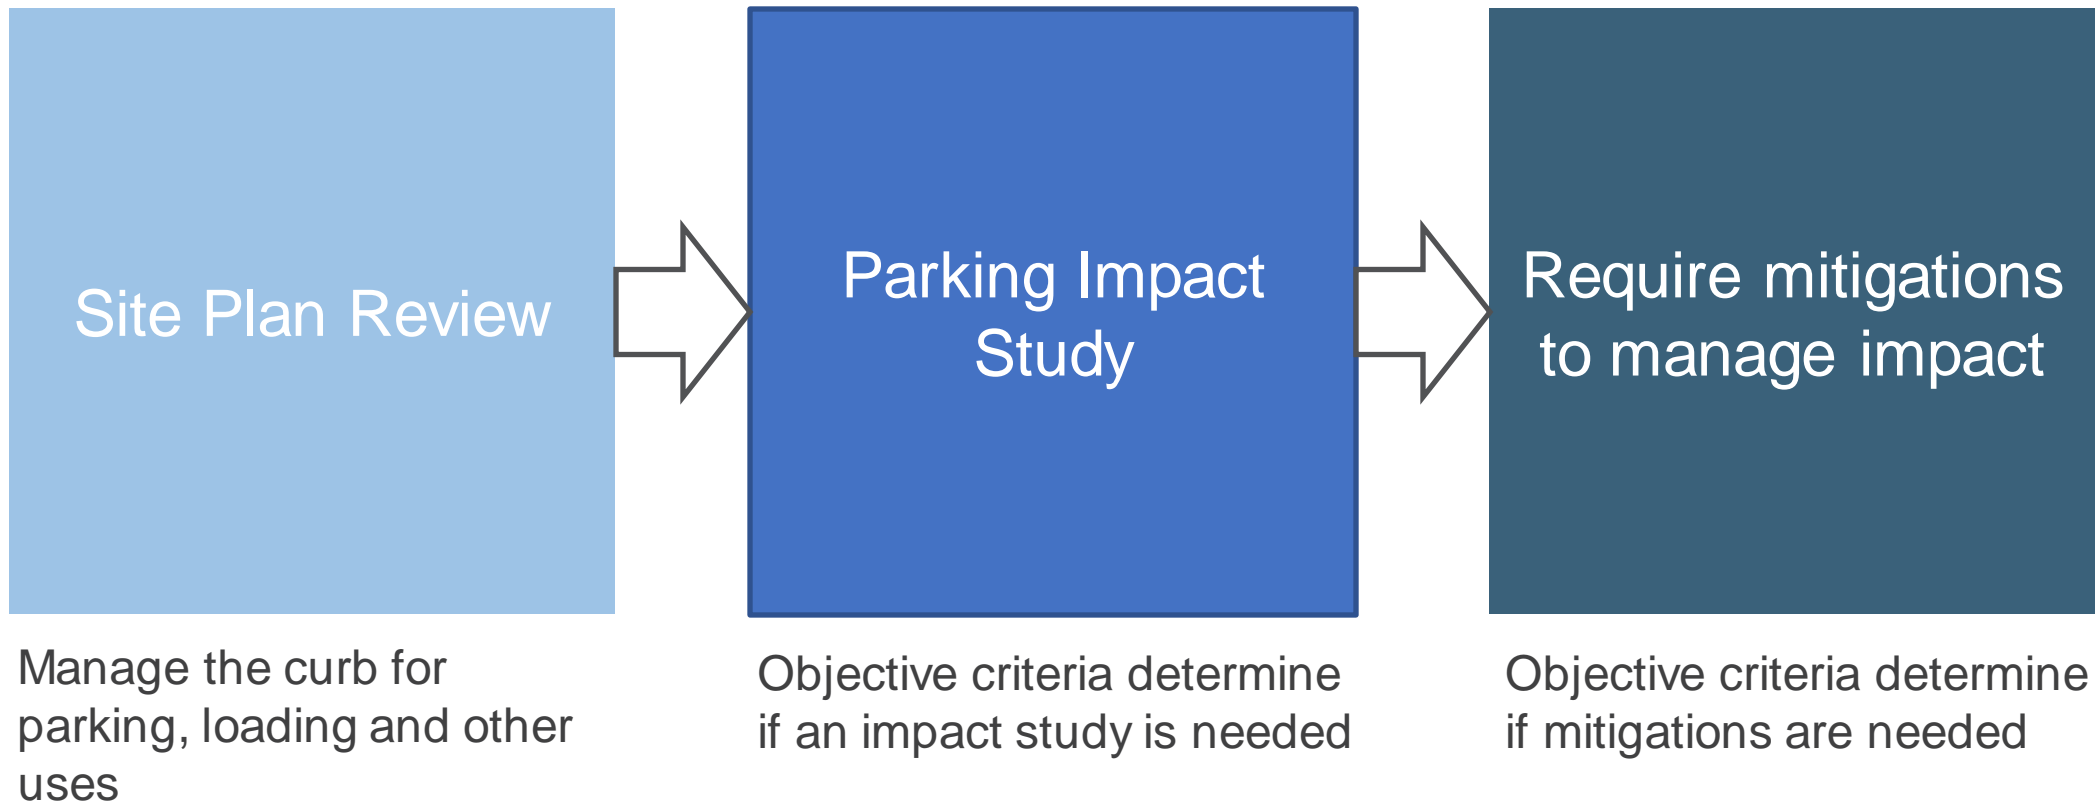 Site Plan Review
Parking Impact
Study
Require mitigations
to manage impact
Manage the curb for
parking, loading and other
uses
Objective criteria determine
if an impact study is needed
Objective criteria determine
if mitigations are needed